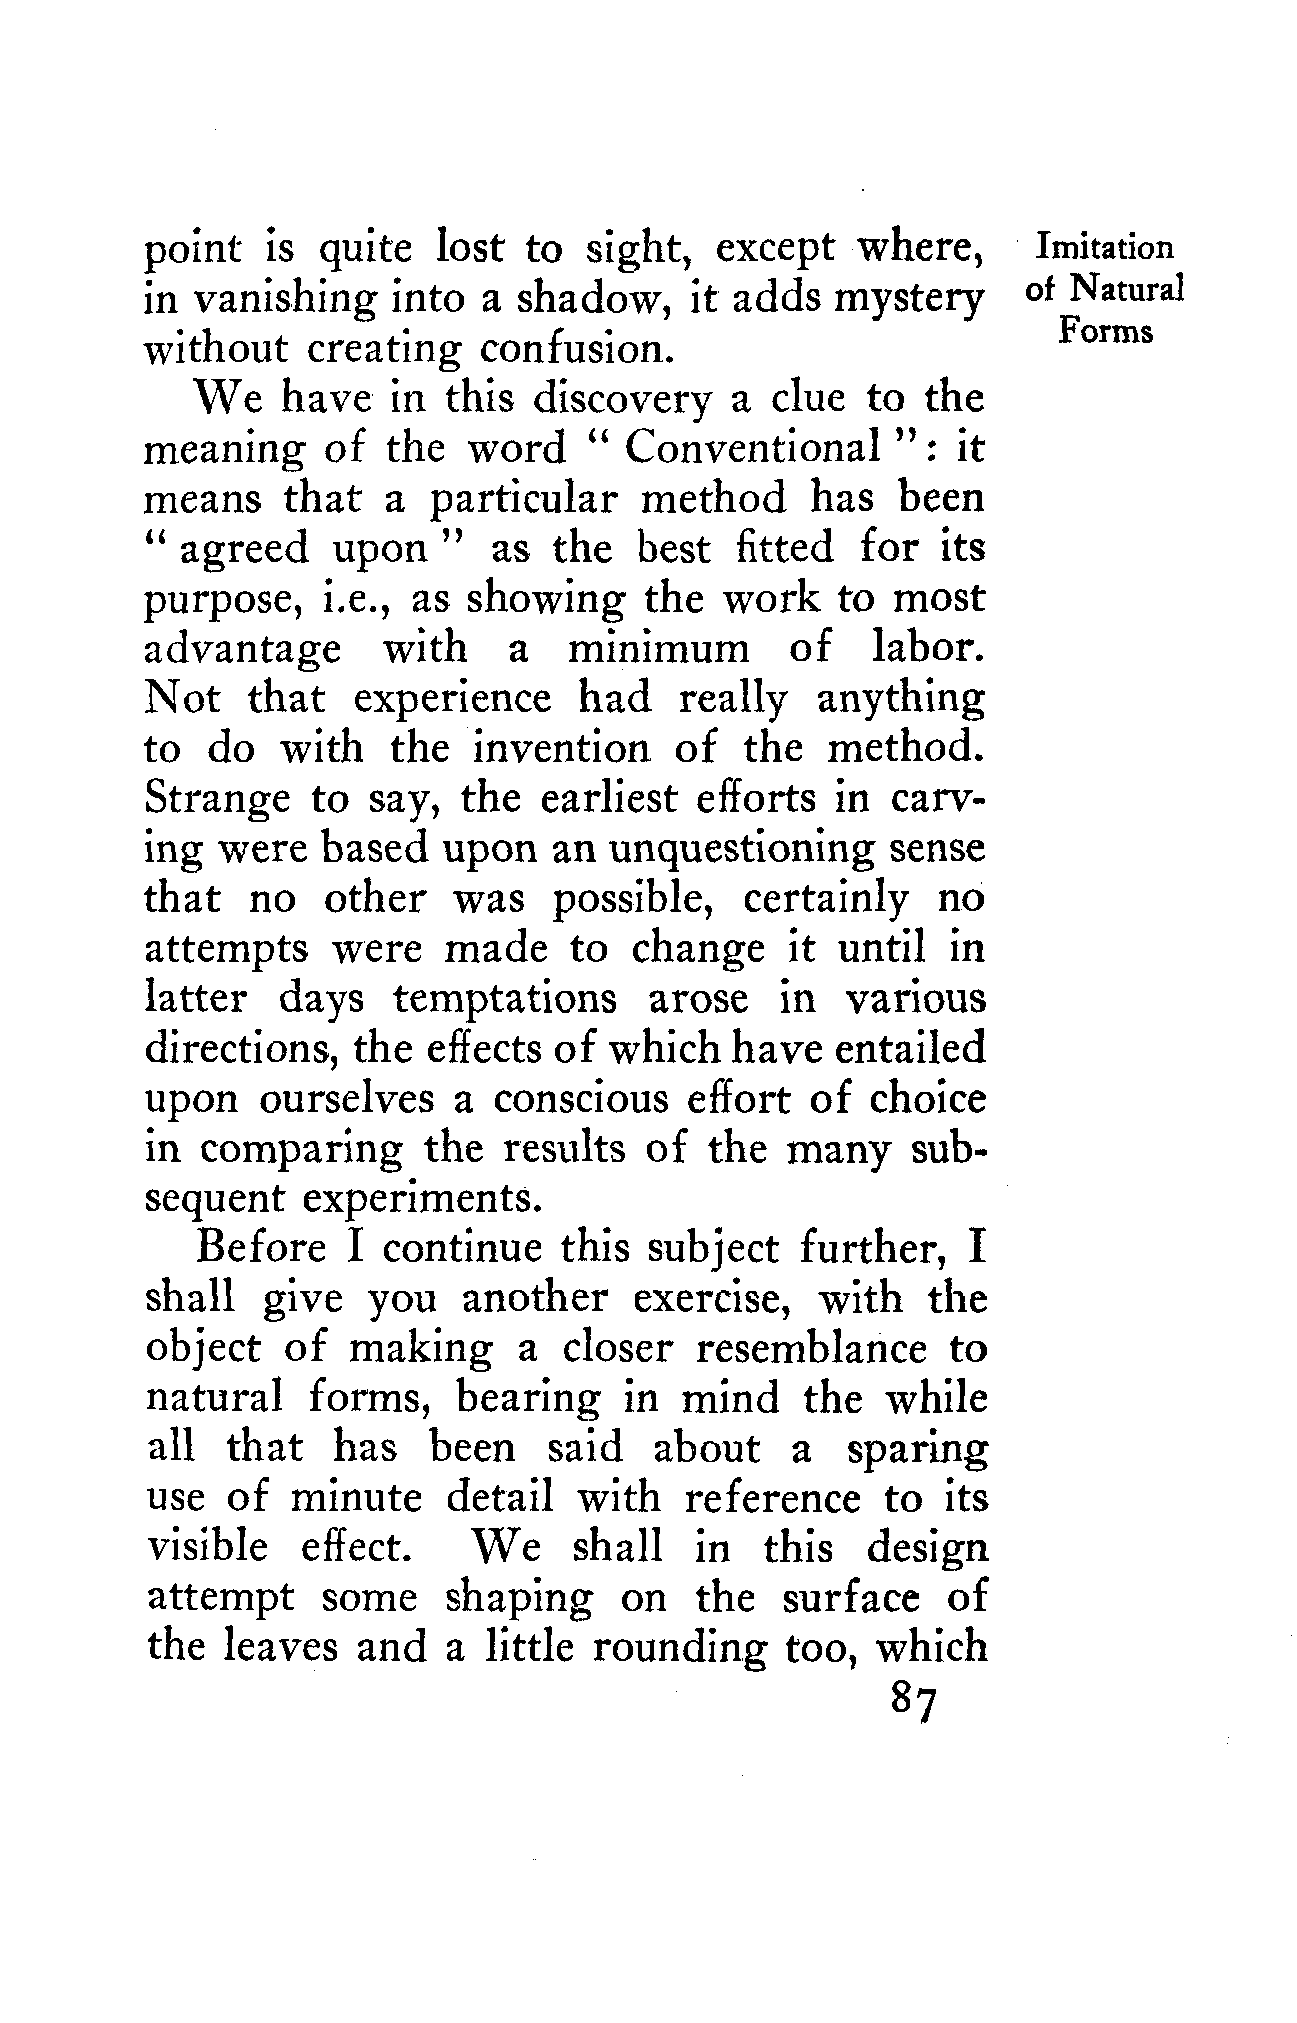 point is quite lost to sight, except where,
in vanishing into a shadow, it adds mystery
without creating confusion.
We have in this discovery a clue to the
meaning of the word “ Conventional ”: it
means that a particular method has been
“ agreed upon ” as the best fitted for its
purpose, i.e., as showing the work to most
advantage with a minimum of labor.
Not that experience had really anything
to do with the invention of the method.
Strange to say, the earliest efforts in carv-
ing were based upon an unquestioning sense
that no other was possible, certainly no
attempts were made to change it until in
latter days temptations arose in various
directions, the effects of which have entailed
upon ourselves a conscious effort of choice
in comparing the results of the many sub-
sequent experiments.
Before I continue this subject further, I
shall give you another exercise, with the
object of making a closer resemblance to
natural forms, bearing in mind the while
all that has been said about a sparing
use of minute detail with reference to its
visible effect. We shall in this design
attempt some shaping on the surface of
the leaves and a little rounding too, which
Imitation
of Natural
Forms
87